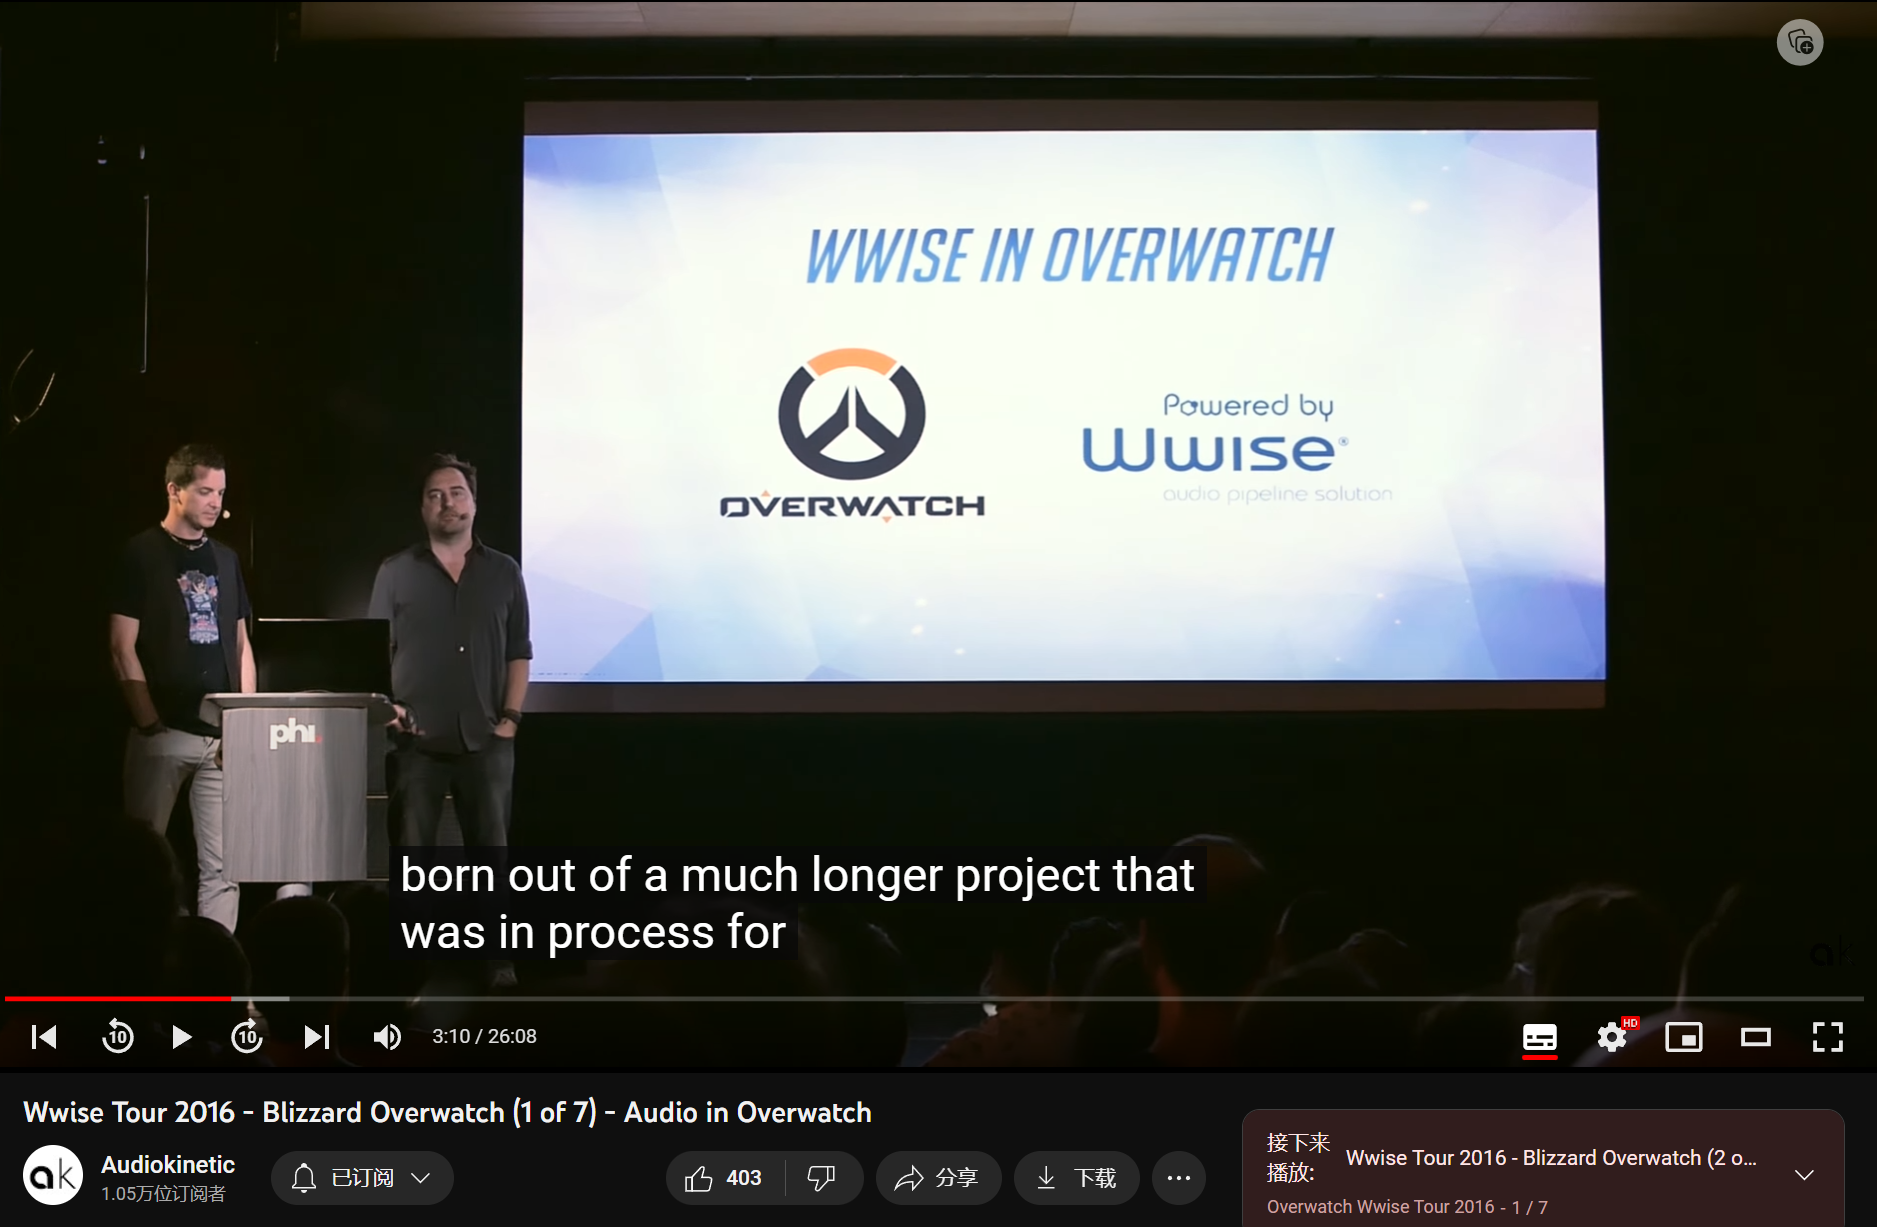 WWISE IN OVERWATCH
OVERWATCH
Powered by
Wwise®
audio pipeline solution
phi
born out of a much longer project that
was in process for
ak
10
10
3:10 / 26:08
HD
Wwise Tour 2016 - Blizzard Overwatch (1 of 7) - Audio in Overwatch
ak
Audiokinetic
1.05万位订阅者
已订阅
403
分享
下载
接下来
播放:
Wwise Tour 2016 - Blizzard Overwatch (2 o...
Overwatch Wwise Tour 2016 - 1 / 7